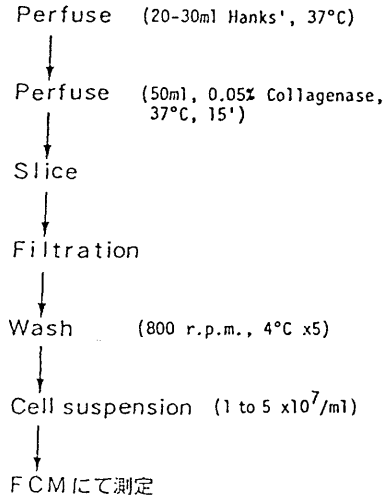 Perfuse (20-30ml Hanks', 37°C)
Perfuse (50ml, 0.05% Collagenase,
37°C, 15')
Slice
Filtration
Wash (800 r.p.m., 4°C x5)
Cell suspension (1 to 5 x10⁷/ml)
FCMにて測定